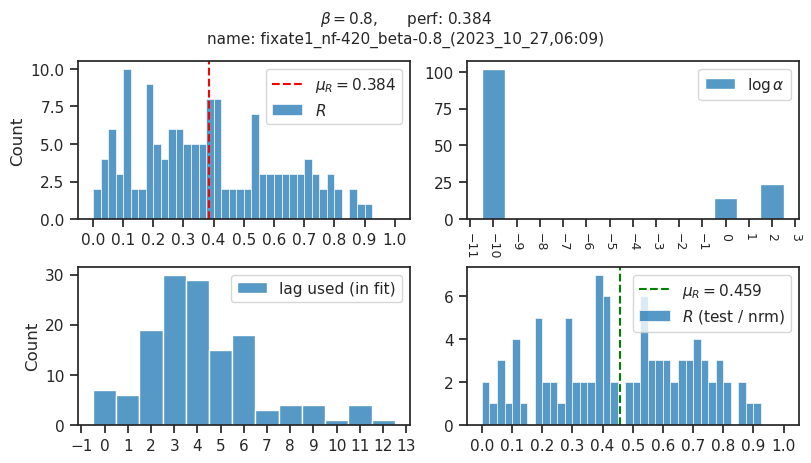 β = 0.8,      perf: 0.384
name: fixate1_nf-420_beta-0.8_(2023_10_27,06:09)
10.0
7.5
5.0
2.5
0.0
Count
μR = 0.384
R
0.0 0.1 0.2 0.3 0.4 0.5 0.6 0.7 0.8 0.9 1.0
100
75
50
25
0
log α
−11 −10 −9 −8 −7 −6 −5 −4 −3 −2 −1 0 2 3
30
20
10
0
Count
lag used (in fit)
−1 0 1 2 3 4 5 6 7 8 9 10 11 12 13
6
4
2
0
μR = 0.459
R (test / nrm)
0.0 0.1 0.2 0.3 0.4 0.5 0.6 0.7 0.8 0.9 1.0